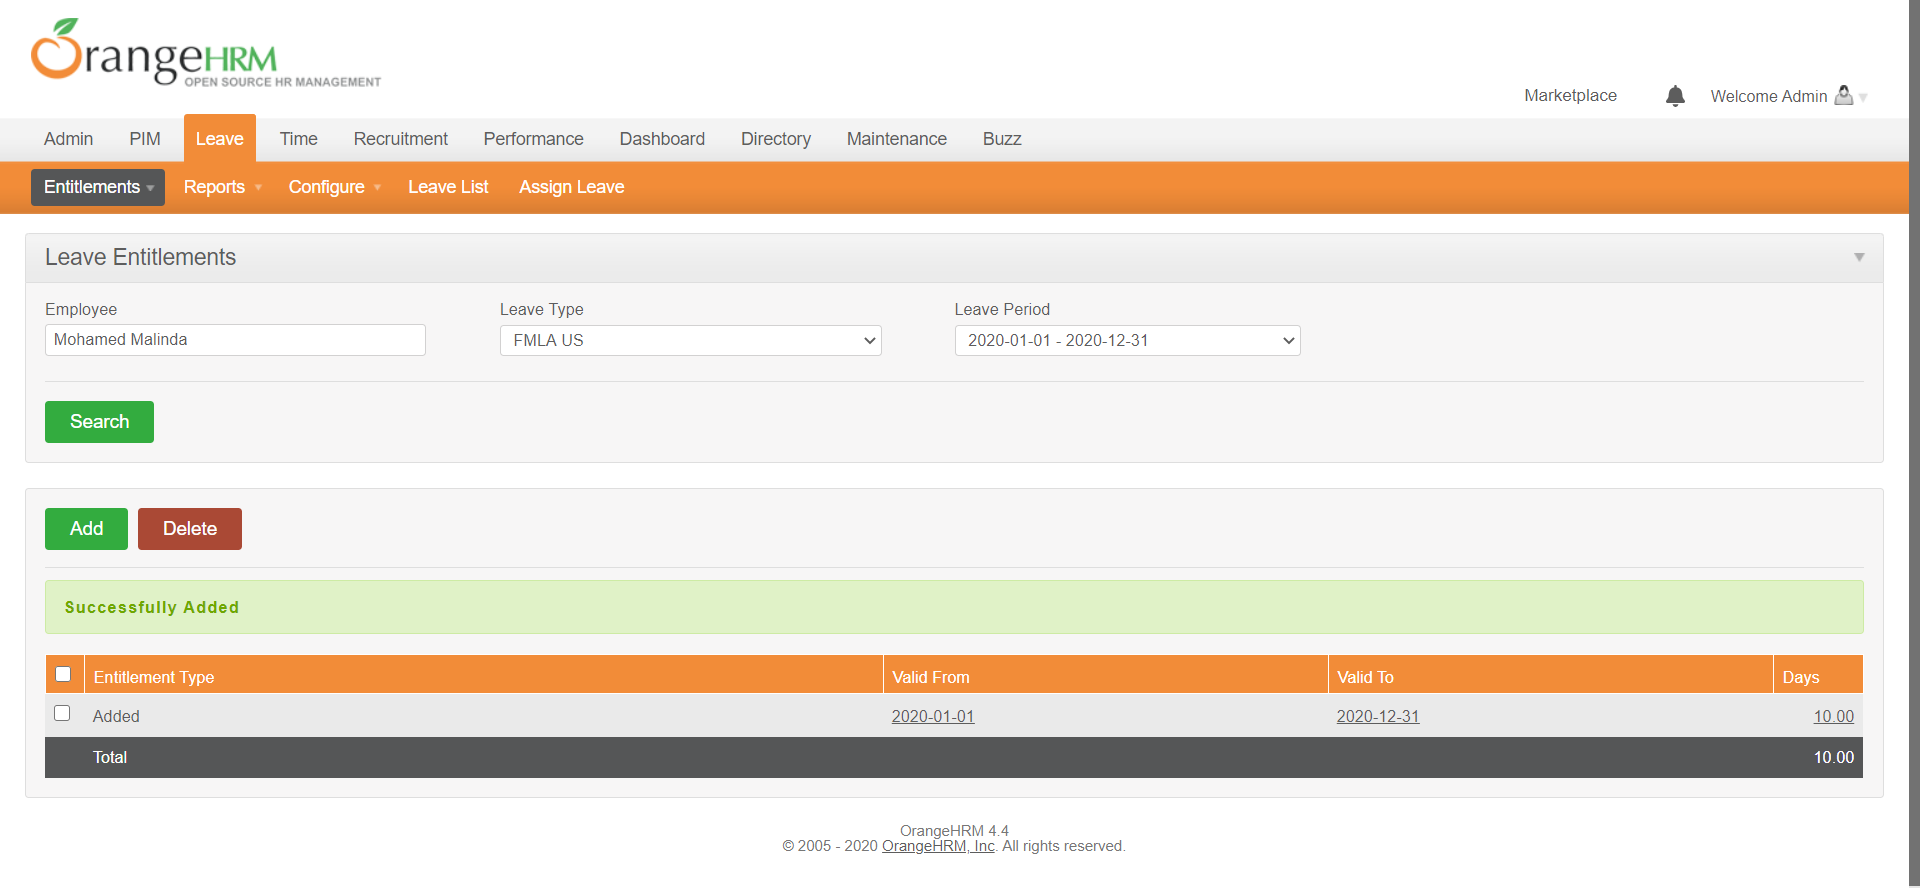 OrangeHRM
OPEN SOURCE HR MANAGEMENT
Marketplace
Welcome Admin
Admin PIM Leave Time Recruitment Performance Dashboard Directory Maintenance Buzz
Entitlements Reports Configure Leave List Assign Leave
Leave Entitlements
Employee Leave Type Leave Period
Mohamed Malinda FMLA US 2020-01-01 - 2020-12-31
Search
Add Delete
Successfully Added
Entitlement Type Valid From Valid To Days
Added 2020-01-01 2020-12-31 10.00
Total 10.00
OrangeHRM 4.4
© 2005 - 2020 OrangeHRM, Inc. All rights reserved.